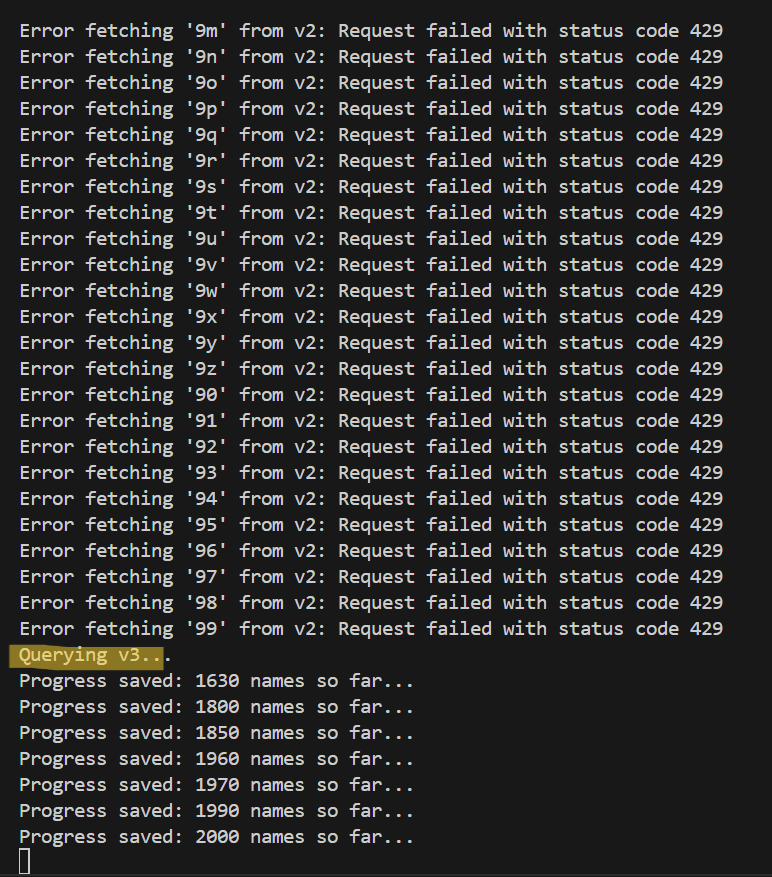 Error fetching '9m' from v2: Request failed with status code 429
Error fetching '9n' from v2: Request failed with status code 429
Error fetching '9o' from v2: Request failed with status code 429
Error fetching '9p' from v2: Request failed with status code 429
Error fetching '9q' from v2: Request failed with status code 429
Error fetching '9r' from v2: Request failed with status code 429
Error fetching '9s' from v2: Request failed with status code 429
Error fetching '9t' from v2: Request failed with status code 429
Error fetching '9u' from v2: Request failed with status code 429
Error fetching '9v' from v2: Request failed with status code 429
Error fetching '9w' from v2: Request failed with status code 429
Error fetching '9x' from v2: Request failed with status code 429
Error fetching '9y' from v2: Request failed with status code 429
Error fetching '9z' from v2: Request failed with status code 429
Error fetching '90' from v2: Request failed with status code 429
Error fetching '91' from v2: Request failed with status code 429
Error fetching '92' from v2: Request failed with status code 429
Error fetching '93' from v2: Request failed with status code 429
Error fetching '94' from v2: Request failed with status code 429
Error fetching '95' from v2: Request failed with status code 429
Error fetching '96' from v2: Request failed with status code 429
Error fetching '97' from v2: Request failed with status code 429
Error fetching '98' from v2: Request failed with status code 429
Error fetching '99' from v2: Request failed with status code 429
Querying v3...
Progress saved: 1630 names so far...
Progress saved: 1800 names so far...
Progress saved: 1850 names so far...
Progress saved: 1960 names so far...
Progress saved: 1970 names so far...
Progress saved: 1990 names so far...
Progress saved: 2000 names so far...